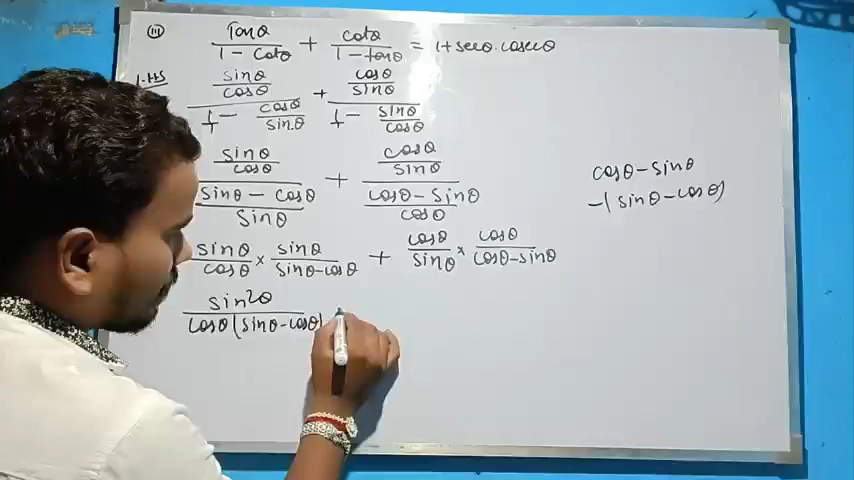 (iii) tanθ/(1 - cotθ) + cotθ/(1 - tanθ) = 1 + secθ.cosecθ
L.H.S
(sinθ/cosθ)/(1 - cosθ/sinθ) + (cosθ/sinθ)/(1 - sinθ/cosθ)
(sinθ/cosθ)/((sinθ - cosθ)/sinθ) + (cosθ/sinθ)/((cosθ - sinθ)/cosθ)
sinθ/cosθ × sinθ/(sinθ-cosθ) + cosθ/sinθ × cosθ/(cosθ-sinθ)
sin²θ/(cosθ(sinθ-cosθ))
cosθ - sinθ
-(sinθ - cosθ)